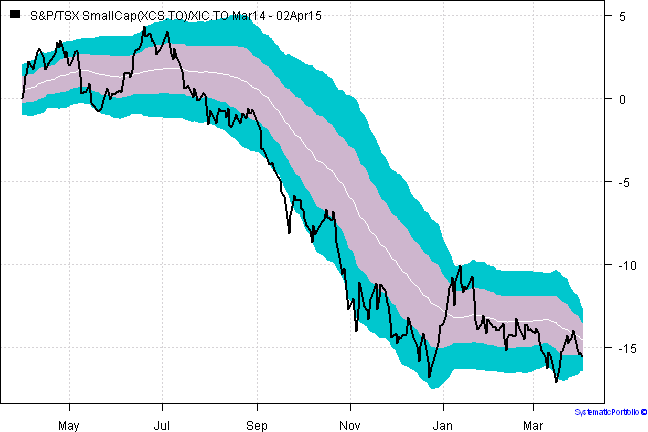 S&P/TSX SmallCap(XCS.TO)/XIC.TO Mar14 - 02Apr15
5
0
-5
-10
-15
May Jul Sep Nov Jan Mar
SystematicPortfolio ©